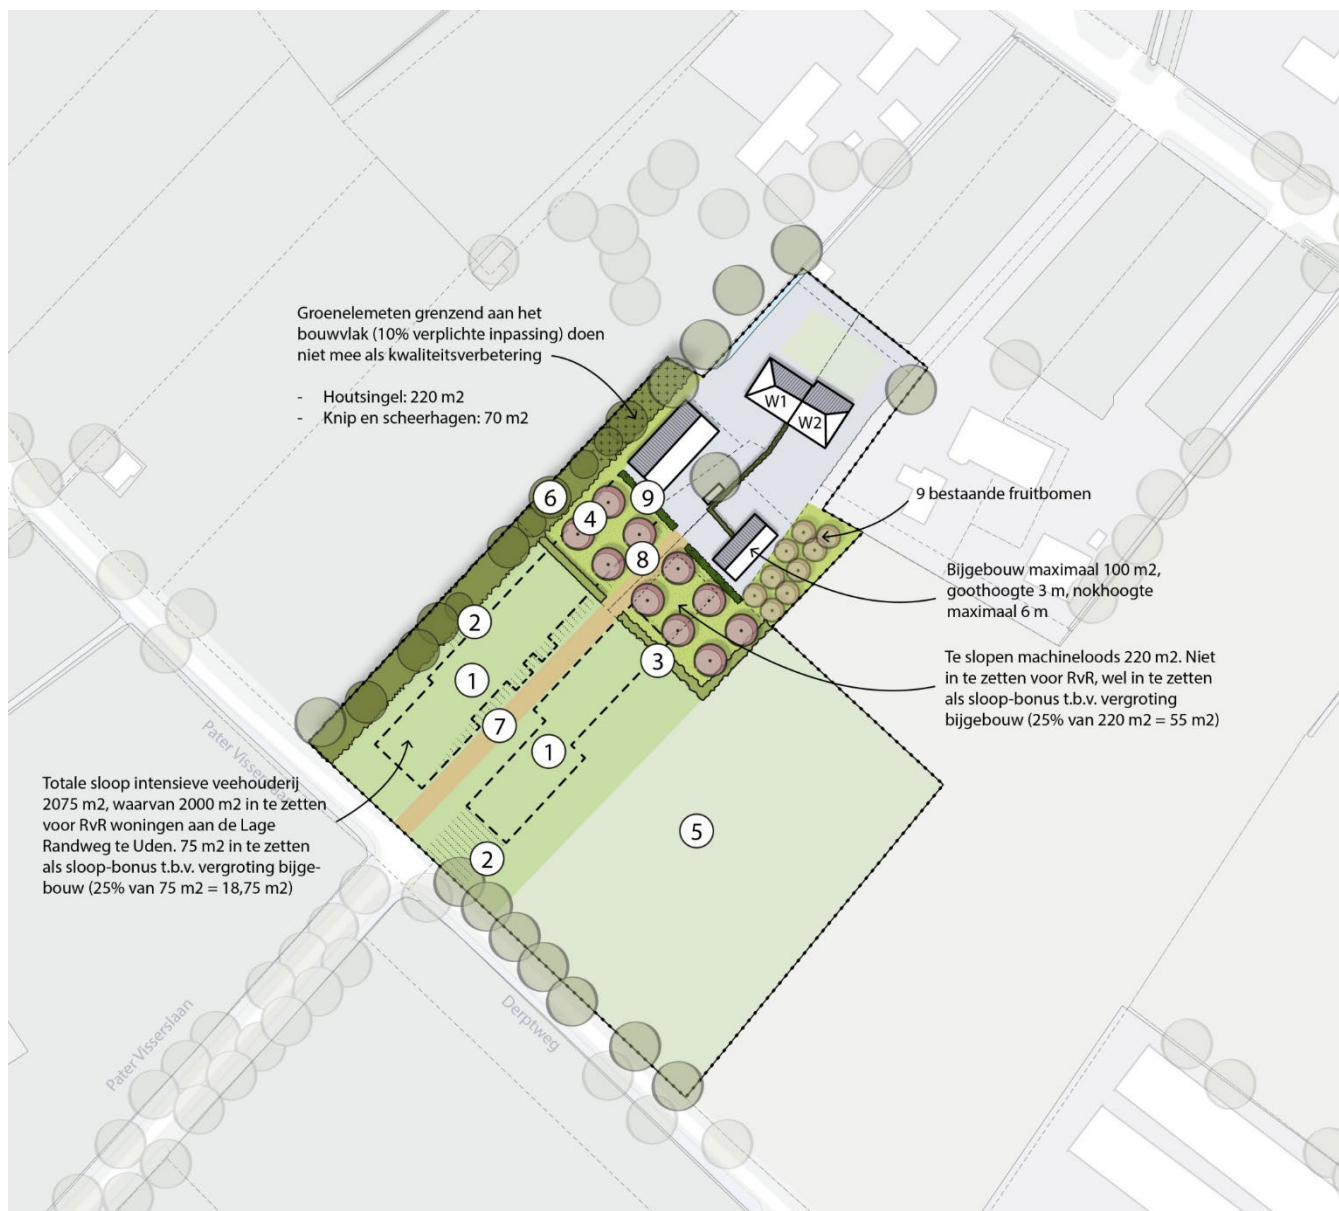 Groenelemeten grenzend aan het
bouwvlak (10% verplichte inpassing) doen
niet mee als kwaliteitsverbetering
- Houtsingel: 220 m2
- Knip en scheerhagen: 70 m2
W1
W2
6
4
9
8
9 bestaande fruitbomen
Bijgebouw maximaal 100 m2,
goothoogte 3 m, nokhoogte
maximaal 6 m
2
3
1
Te slopen machineloods 220 m2. Niet
in te zetten voor RvR, wel in te zetten
als sloop-bonus t.b.v. vergroting
bijgebouw (25% van 220 m2 = 55 m2)
7
1
Totale sloop intensieve veehouderij
2075 m2, waarvan 2000 m2 in te zetten
voor RvR woningen aan de Lage
Randweg te Uden. 75 m2 in te zetten
als sloop-bonus t.b.v. vergroting bijge-
bouw (25% van 75 m2 = 18,75 m2)
5
2
Pater Visserslaan
Pater Visserslaan
Derptweg